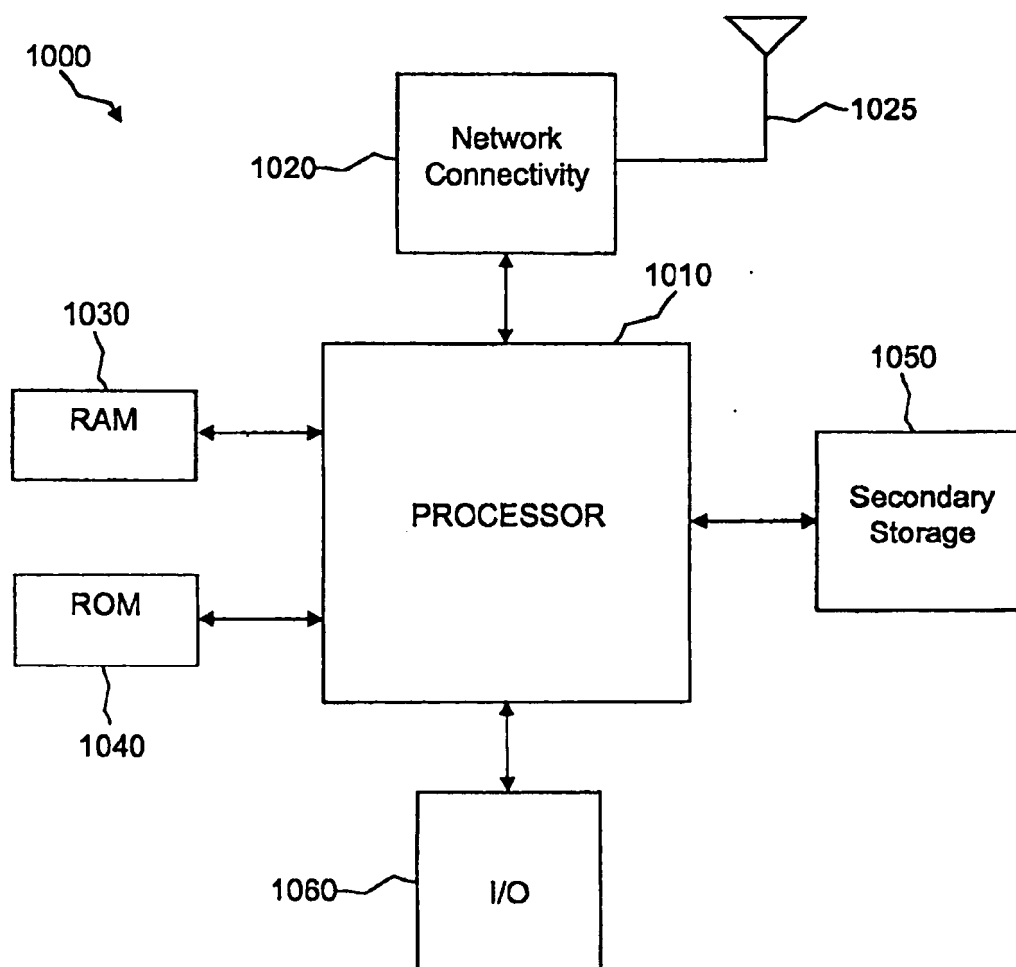 1000
Network
Connectivity
1020
1025
1010
1030
RAM
1050
Secondary
Storage
PROCESSOR
ROM
1040
1060
I/O